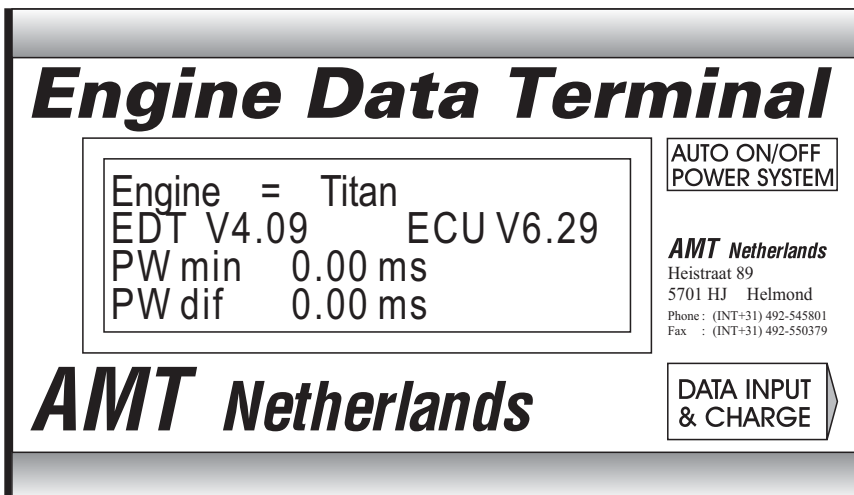 Engine Data Terminal
Engine = Titan
EDT V4.09 ECU V6.29
PW min 0.00 ms
PW dif 0.00 ms
AUTO ON/OFF
POWER SYSTEM
AMT Netherlands
Heistraat 89
5701 HJ Helmond
Phone : (INT+31) 492-545801
Fax : (INT+31) 492-550379
AMT Netherlands
DATA INPUT
& CHARGE